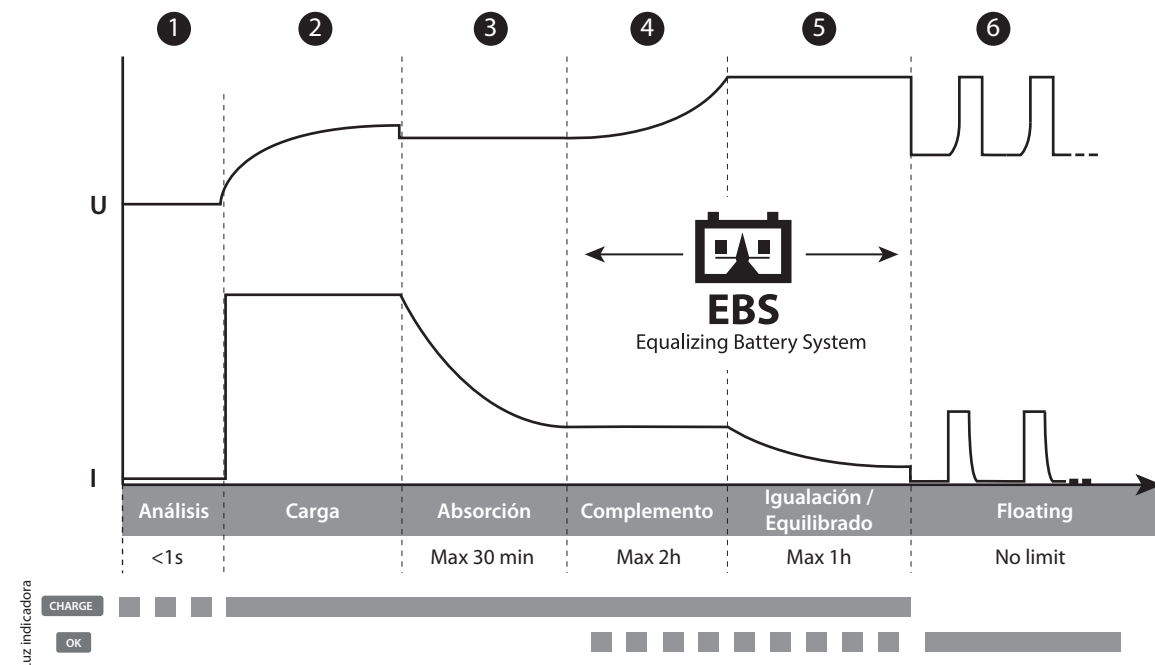 1 2 3 4 5 6
U
EBS
Equalizing Battery System
I
Análisis Carga Absorción Complemento Igualación / Equilibrado Floating
<1s Max 30 min Max 2h Max 1h No limit
indicadora
CHARGE
OK